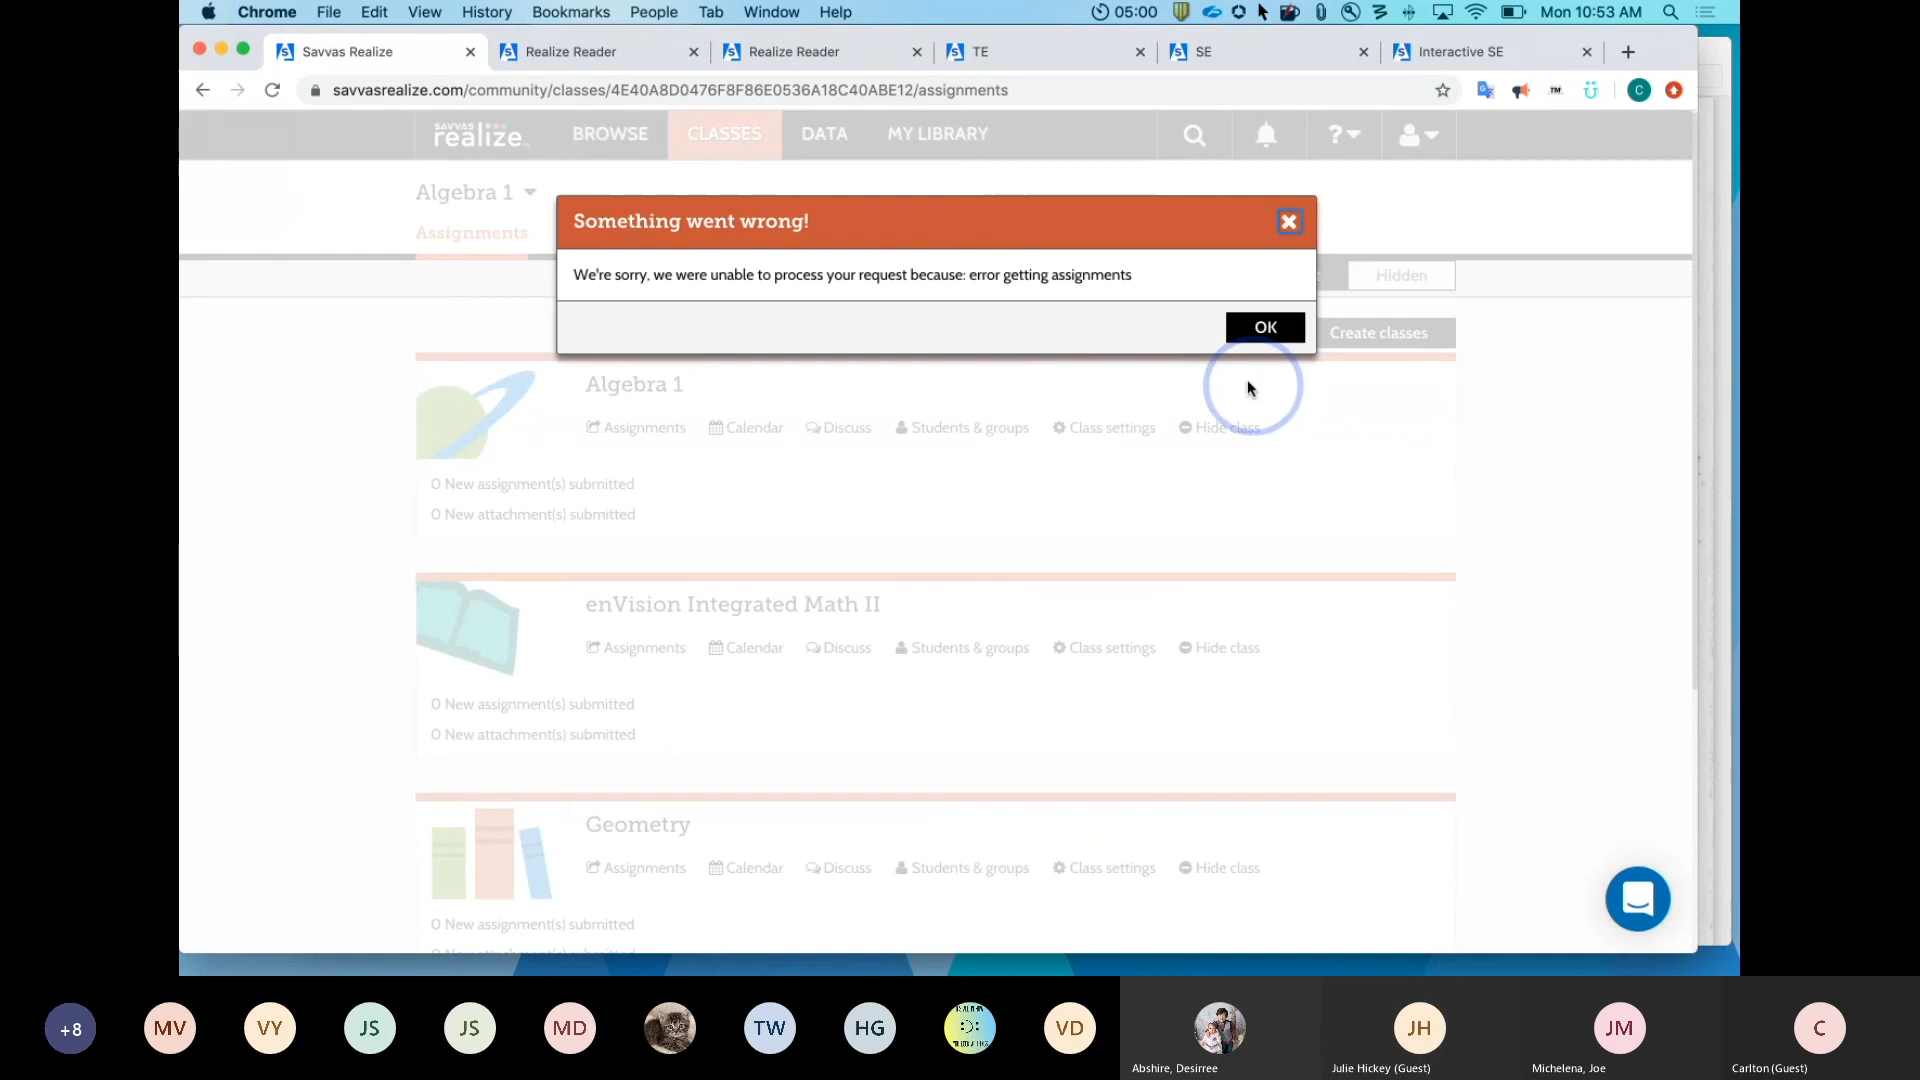 Chrome File Edit View History Bookmarks People Tab Window Help 05:00 Mon 10:53 AM
Savvas Realize Realize Reader Realize Reader TE SE Interactive SE
savvasrealize.com/community/classes/4E40A8D0476F8F86E0536A18C40ABE12/assignments TM C
SAVVAS
realize. BROWSE CLASSES DATA MY LIBRARY ?
Algebra 1
Something went wrong!
Assignments
We're sorry, we were unable to process your request because: error getting assignments
Hidden
OK
Create classes
Algebra 1
Assignments Calendar Discuss Students & groups Class settings Hide class
0 New assignment(s) submitted
0 New attachment(s) submitted
enVision Integrated Math II
Assignments Calendar Discuss Students & groups Class settings Hide class
0 New assignment(s) submitted
0 New attachment(s) submitted
Geometry
Assignments Calendar Discuss Students & groups Class settings Hide class
0 New assignment(s) submitted
+8 MV VY JS JS MD TW HG VD JH JM C
Abshire, Desirree Julie Hickey (Guest) Michelena, Joe Carlton (Guest)